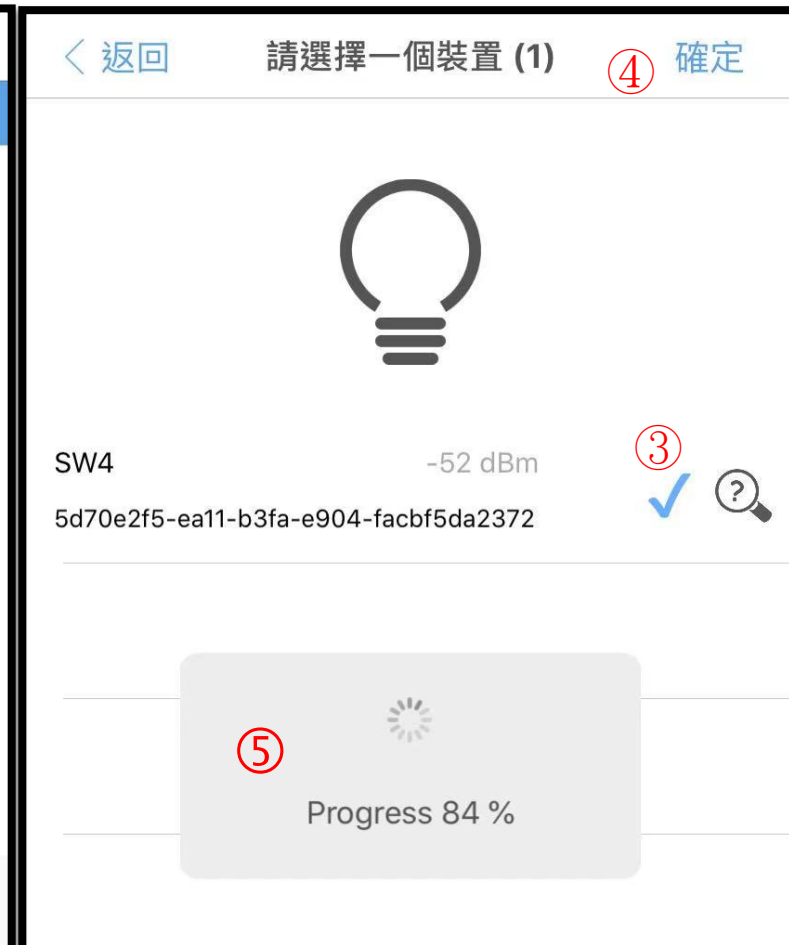 返回 請選擇一個裝置 (1) ④ 確定
SW4 -52 dBm ③
5d70e2f5-ea11-b3fa-e904-facbf5da2372 ?
⑤
Progress 84 %